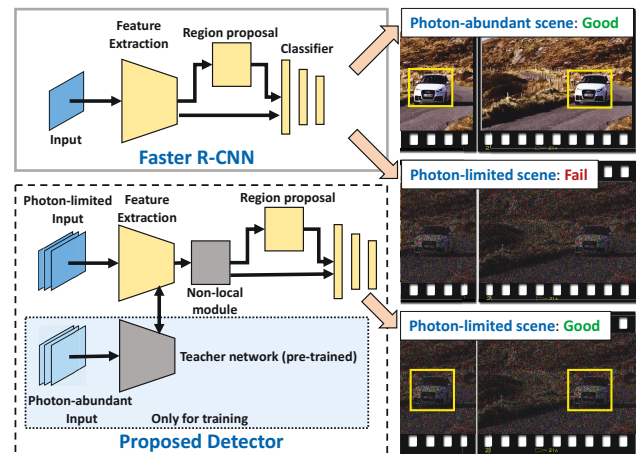 Feature
Extraction
Region proposal
Classifier
Input
Faster R-CNN
Photon-abundant scene: Good
Photon-limited scene: Fail
Photon-limited
Input
Feature
Extraction
Region proposal
Non-local
module
Teacher network (pre-trained)
Photon-abundant
Input
Only for training
Proposed Detector
Photon-limited scene: Good